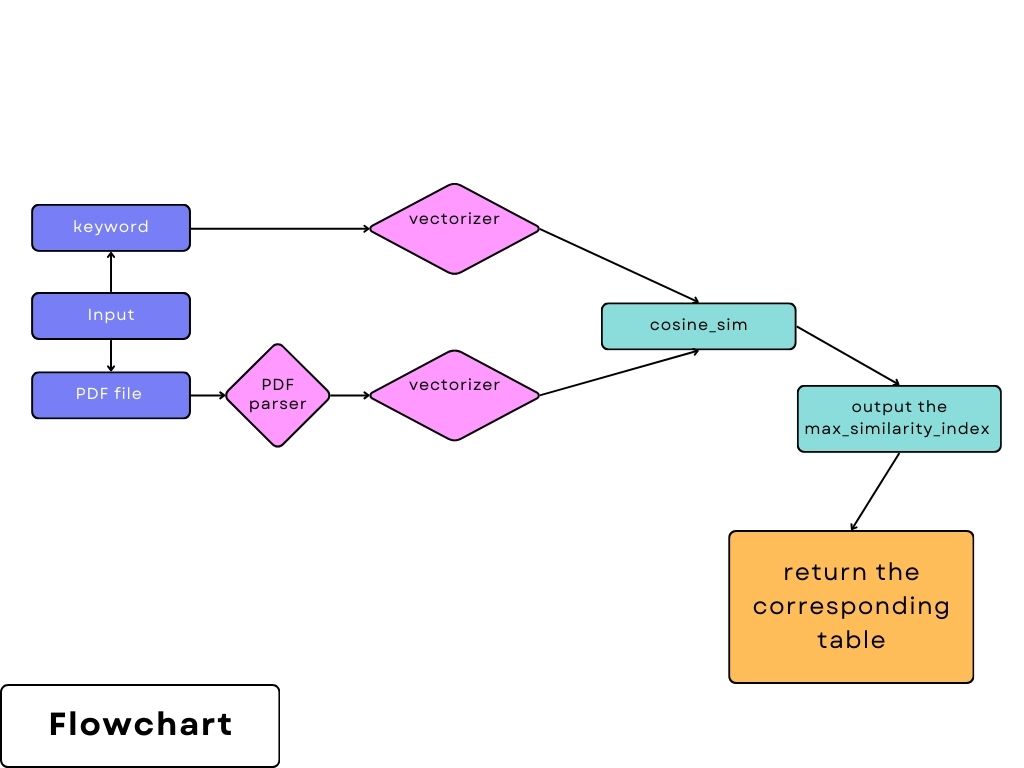 keyword
vectorizer
Input
cosine_sim
PDF file
PDF
parser
vectorizer
output the
max_similarity_index
return the
corresponding
table
Flowchart